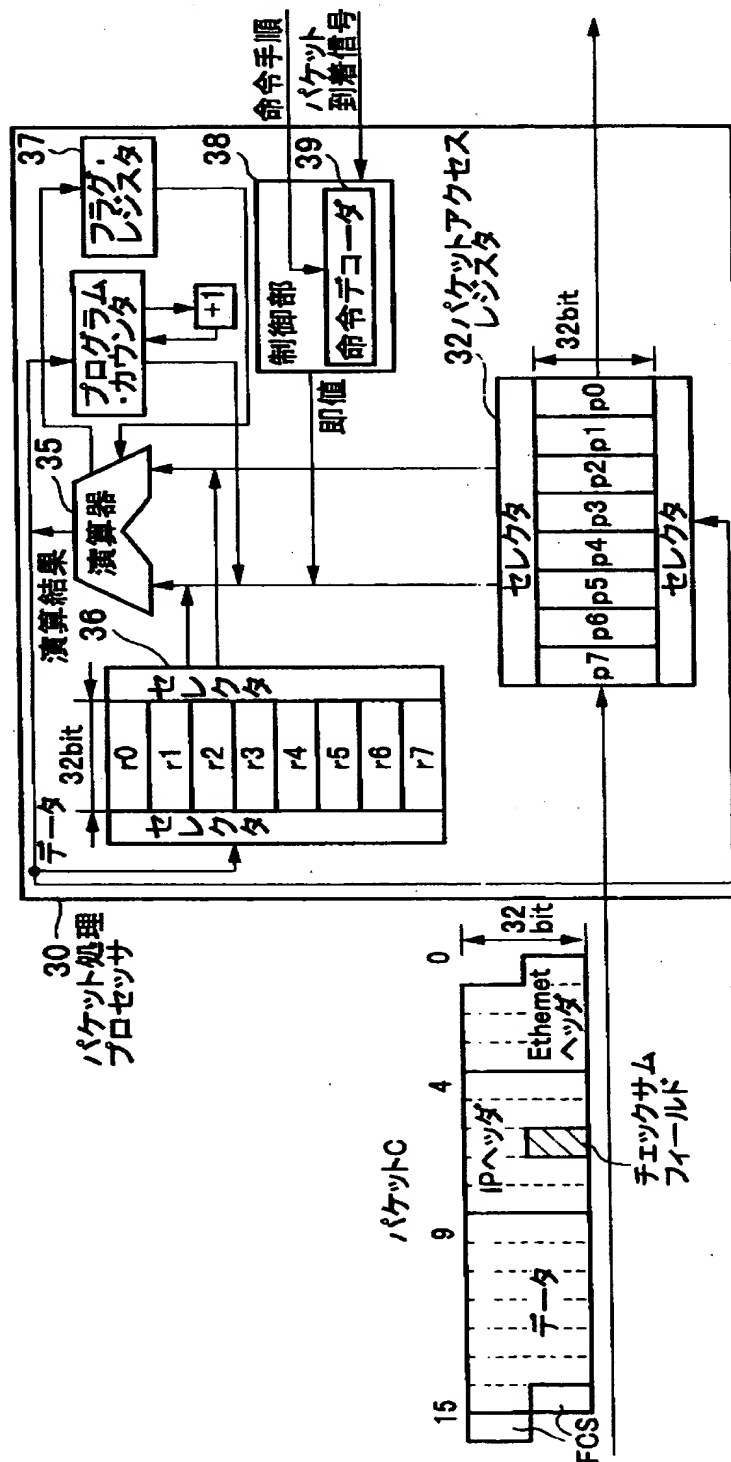 30
パケット処理
プロセッサ
データ
32bit
セレクタ
r0
r1
r2
r3
r4
r5
r6
r7
セレクタ
36
演算結果
35
演算器
プログラム
・カウンタ
+1
37
フラグ・
レジスタ
38
制御部
39
命令デコーダ
即値
命令手順
パケット
到着信号
32 パケットアクセス
レジスタ
セレクタ
32bit
p7
p6
p5
p4
p3
p2
p1
p0
セレクタ
パケットC
15
9
4
0
32
bit
FCS
データ
IPヘッダ
Ethernet
ヘッダ
チェックサム
フィールド